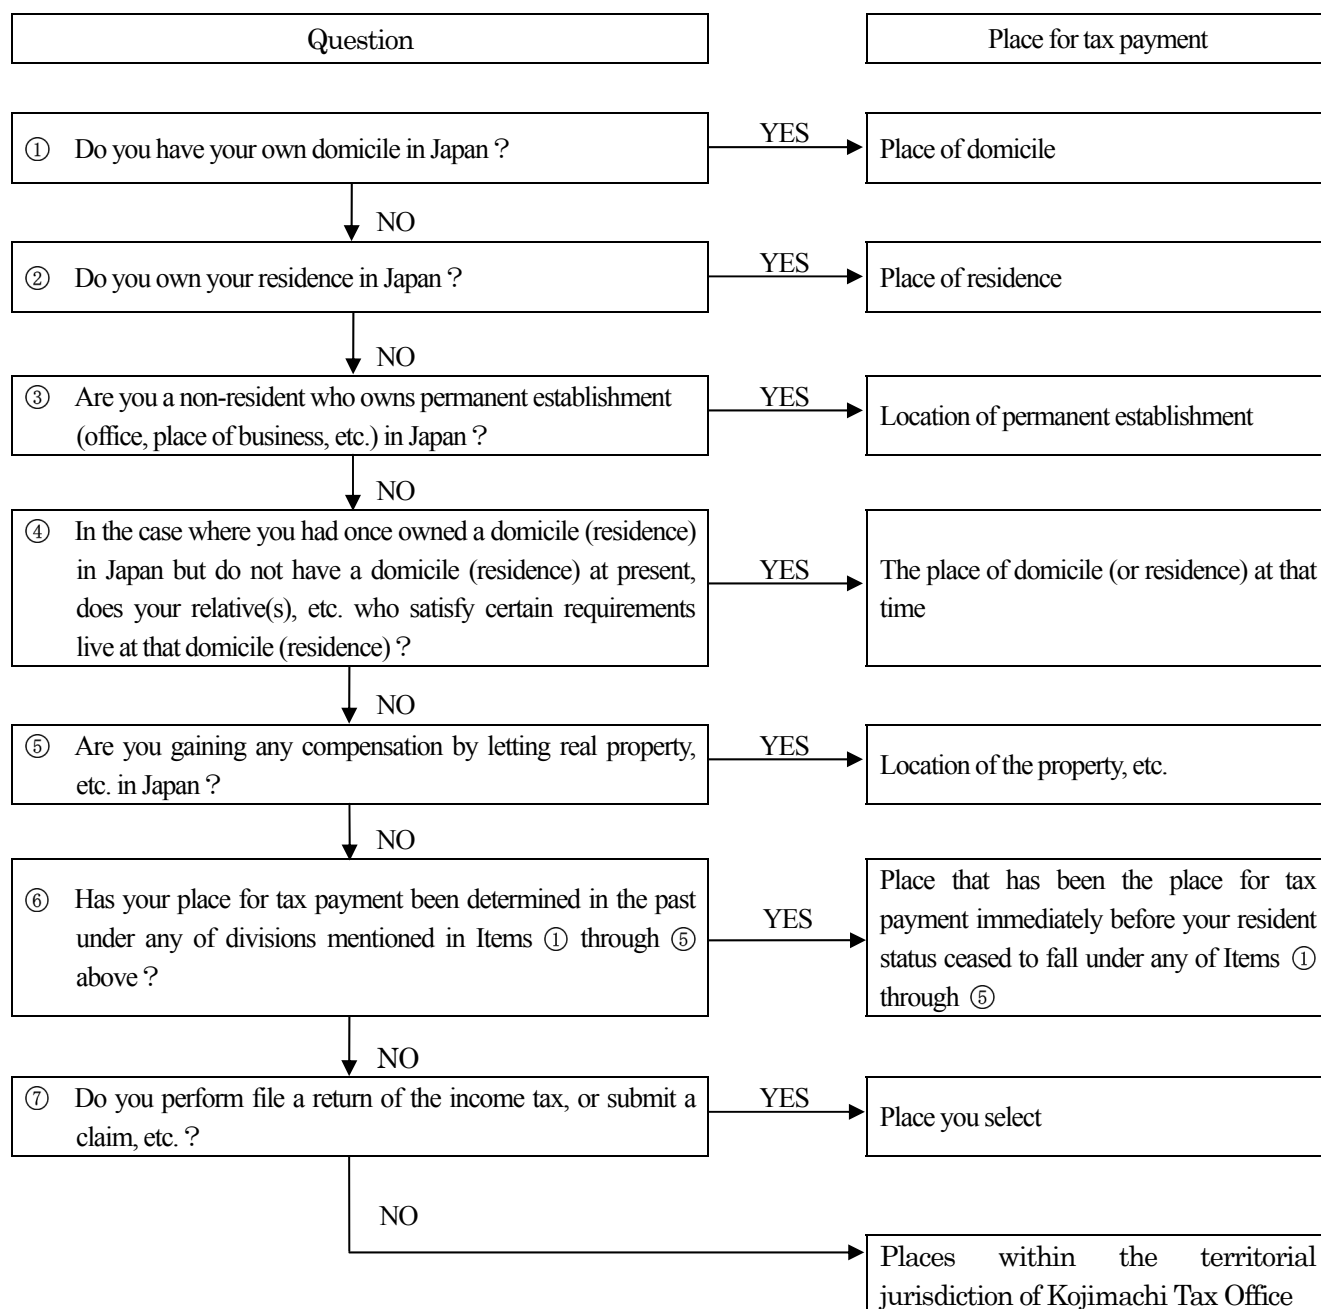 Question
Place for tax payment
① Do you have your own domicile in Japan？
YES
Place of domicile
NO
② Do you own your residence in Japan？
YES
Place of residence
NO
③ Are you a non-resident who owns permanent establishment
(office, place of business, etc.) in Japan？
YES
Location of permanent establishment
NO
④ In the case where you had once owned a domicile (residence)
in Japan but do not have a domicile (residence) at present,
does your relative(s), etc. who satisfy certain requirements
live at that domicile (residence)？
YES
The place of domicile (or residence) at that
time
NO
⑤ Are you gaining any compensation by letting real property,
etc. in Japan？
YES
Location of the property, etc.
NO
⑥ Has your place for tax payment been determined in the past
under any of divisions mentioned in Items ① through ⑤
above？
YES
Place that has been the place for tax
payment immediately before your resident
status ceased to fall under any of Items ①
through ⑤
NO
⑦ Do you perform file a return of the income tax, or submit a
claim, etc.？
YES
Place you select
NO
Places within the territorial
jurisdiction of Kojimachi Tax Office